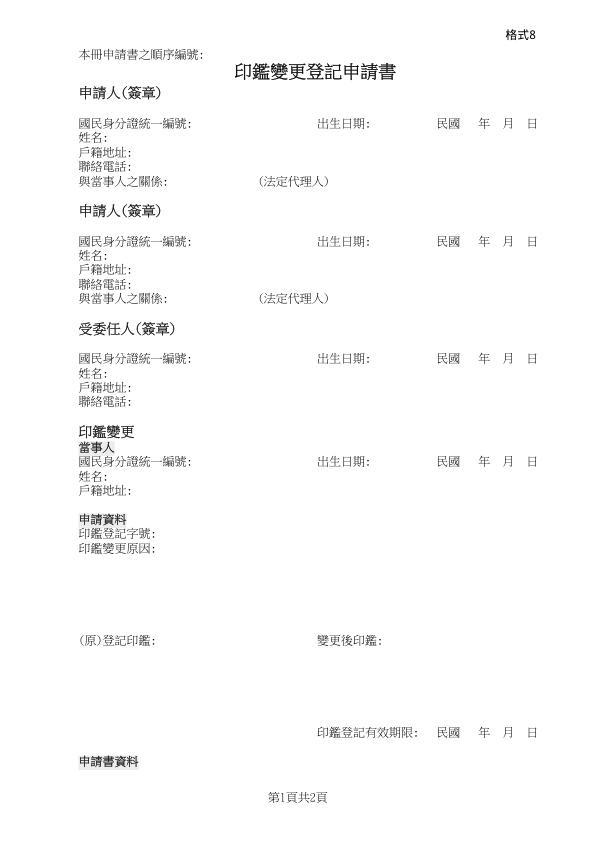 格式8
本冊申請書之順序編號:
印鑑變更登記申請書
申請人(簽章)
國民身分證統一編號: 出生日期: 民國 年 月 日
姓名:
戶籍地址:
聯絡電話:
與當事人之關係: (法定代理人)
申請人(簽章)
國民身分證統一編號: 出生日期: 民國 年 月 日
姓名:
戶籍地址:
聯絡電話:
與當事人之關係: (法定代理人)
受委任人(簽章)
國民身分證統一編號: 出生日期: 民國 年 月 日
姓名:
戶籍地址:
聯絡電話:
印鑑變更
當事人
國民身分證統一編號: 出生日期: 民國 年 月 日
姓名:
戶籍地址:
申請資料
印鑑登記字號:
印鑑變更原因:
(原)登記印鑑: 變更後印鑑:
印鑑登記有效期限: 民國 年 月 日
申請書資料
第1頁共2頁